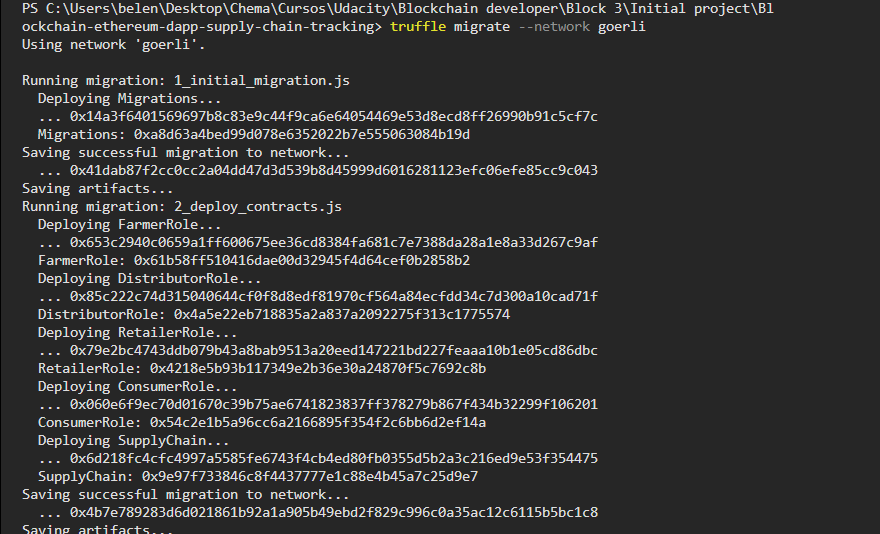 PS C:\Users\belen\Desktop\Chema\Cursos\Udacity\Blockchain developer\Block 3\Initial project\Bl
ockchain-ethereum-dapp-supply-chain-tracking> truffle migrate --network goerli
Using network 'goerli'.
Running migration: 1_initial_migration.js
Deploying Migrations...
... 0x14a3f6401569697b8c83e9c44f9ca6e64054469e53d8ecd8ff26990b91c5cf7c
Migrations: 0xa8d63a4bed99d078e6352022b7e555063084b19d
Saving successful migration to network...
... 0x41dab87f2cc0cc2a04dd47d3d539b8d45999d6016281123efc06efe85cc9c043
Saving artifacts...
Running migration: 2_deploy_contracts.js
Deploying FarmerRole...
... 0x653c2940c0659a1ff600675ee36cd8384fa681c7e7388da28a1e8a33d267c9af
FarmerRole: 0x61b58ff510416dae00d32945f4d64cef0b2858b2
Deploying DistributorRole...
... 0x85c222c74d315040644cf0f8d8edf81970cf564a84ecfdd34c7d300a10cad71f
DistributorRole: 0x4a5e22eb718835a2a837a2092275f313c1775574
Deploying RetailerRole...
... 0x79e2bc4743ddb079b43a8bab9513a20eed147221bd227feaaa10b1e05cd86dbc
RetailerRole: 0x4218e5b93b117349e2b36e30a24870f5c7692c8b
Deploying ConsumerRole...
... 0x060e6f9ec70d01670c39b75ae6741823837ff378279b867f434b32299f106201
ConsumerRole: 0x54c2e1b5a96cc6a2166895f354f2c6bb6d2ef14a
Deploying SupplyChain...
... 0x6d218fc4cfc4997a5585fe6743f4cb4ed80fb0355d5b2a3c216ed9e53f354475
SupplyChain: 0x9e97f733846c8f4437777e1c88e4b45a7c25d9e7
Saving successful migration to network...
... 0x4b7e789283d6d021861b92a1a905b49ebd2f829c996c0a35ac12c6115b5bc1c8
Saving artifacts...